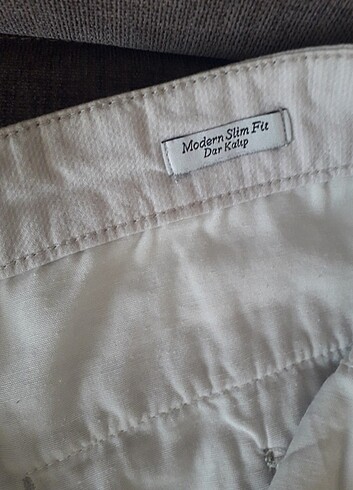 Modern Slim Fit
Dar Kalıp